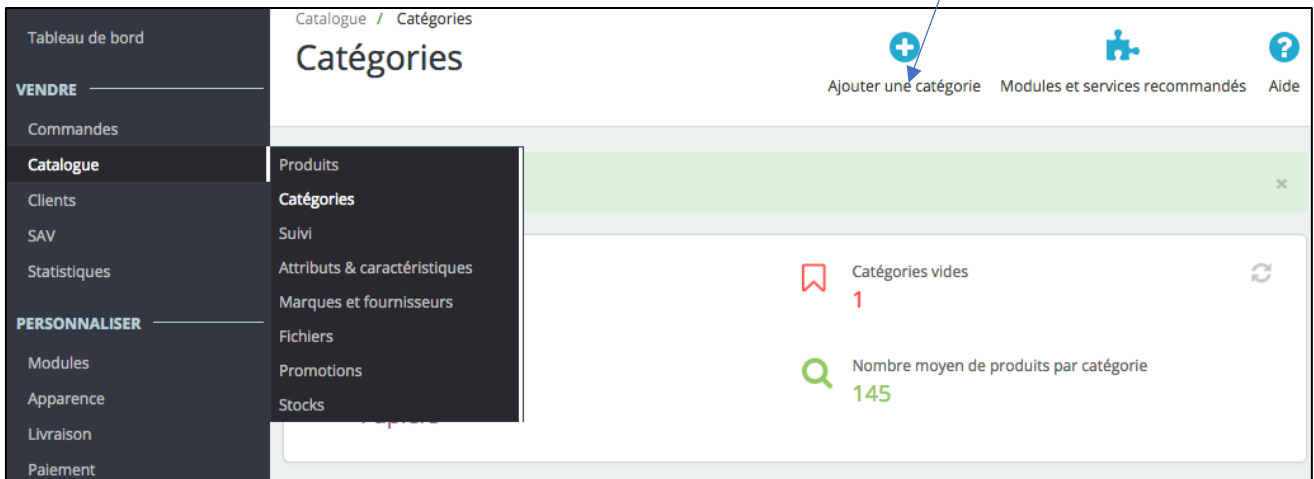 Tableau de bord
VENDRE
Commandes
Catalogue
Clients
SAV
Statistiques
PERSONNALISER
Modules
Apparence
Livraison
Paiement
Produits
Catégories
Suivi
Attributs & caractéristiques
Marques et fournisseurs
Fichiers
Promotions
Stocks
Catalogue / Catégories
Catégories
Ajouter une catégorie
Modules et services recommandés
Aide
Catégories vides
1
Nombre moyen de produits par catégorie
145